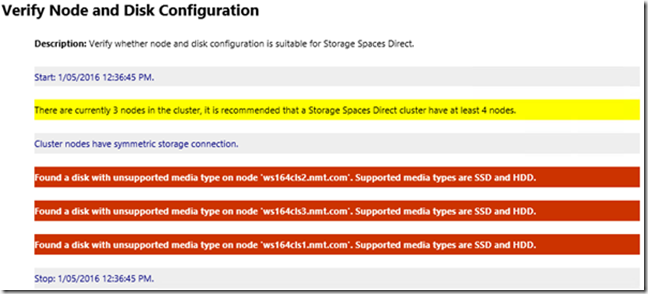 Verify Node and Disk Configuration
Description: Verify whether node and disk configuration is suitable for Storage Spaces Direct.
Start: 1/05/2016 12:36:45 PM.
There are currently 3 nodes in the cluster, it is recommended that a Storage Spaces Direct cluster have at least 4 nodes.
Cluster nodes have symmetric storage connection.
Found a disk with unsupported media type on node 'ws164cls2.nmt.com'. Supported media types are SSD and HDD.
Found a disk with unsupported media type on node 'ws164cls3.nmt.com'. Supported media types are SSD and HDD.
Found a disk with unsupported media type on node 'ws164cls1.nmt.com'. Supported media types are SSD and HDD.
Stop: 1/05/2016 12:36:45 PM.